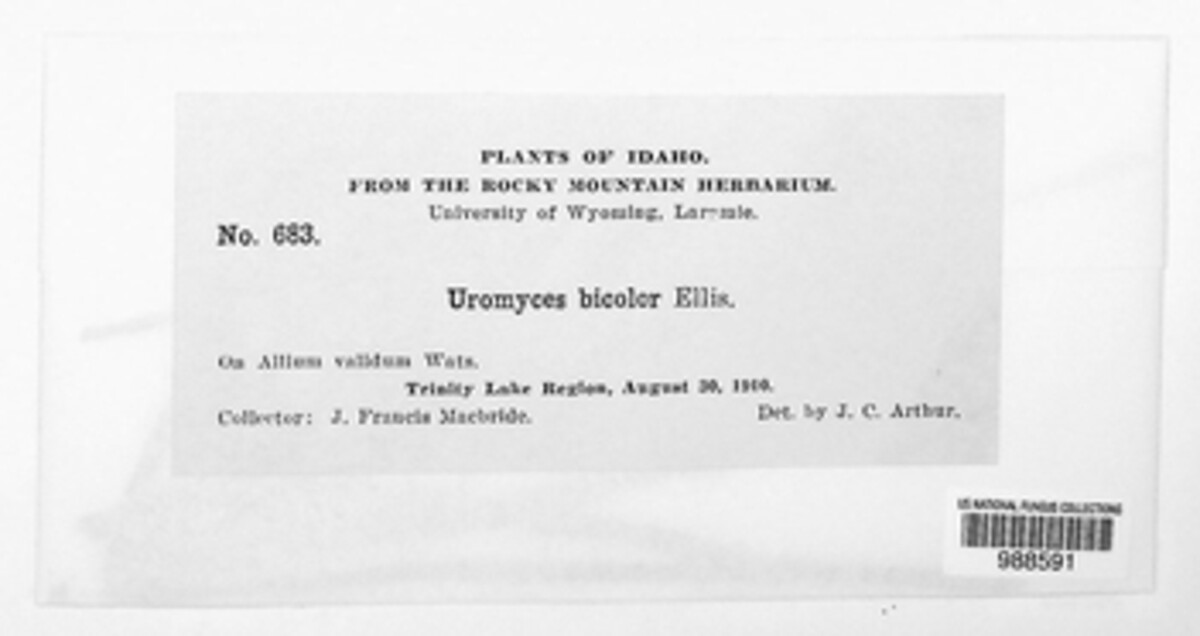 PLANTS OF IDAHO.
FROM THE ROCKY MOUNTAIN HERBARIUM.
University of Wyoming, Laramie.
No. 683.
Uromyces bicolor Ellis.
On Allium validum Wats.
Trinity Lake Region, August 30, 1910.
Collector: J. Francis Macbride.
Det. by J. C. Arthur.
US NATIONAL FUNGUS COLLECTIONS
988591